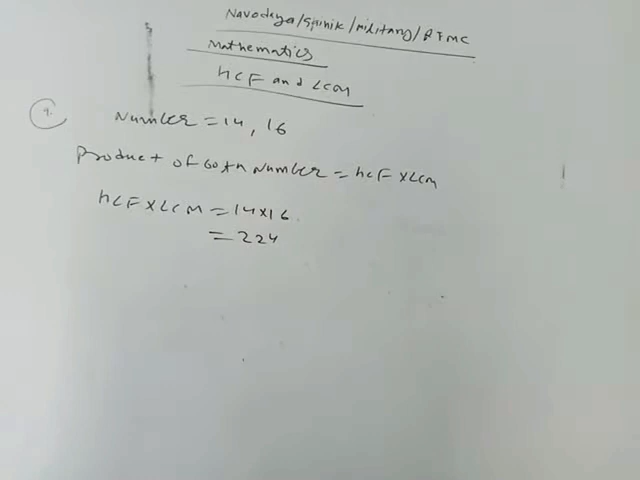 Navodaya/Sainik/military/RIMC
Mathematics
HCF and LCM
1. Number = 14, 16
Product of both Number = HCF x LCM
HCF x LCM = 14 x 16
= 224